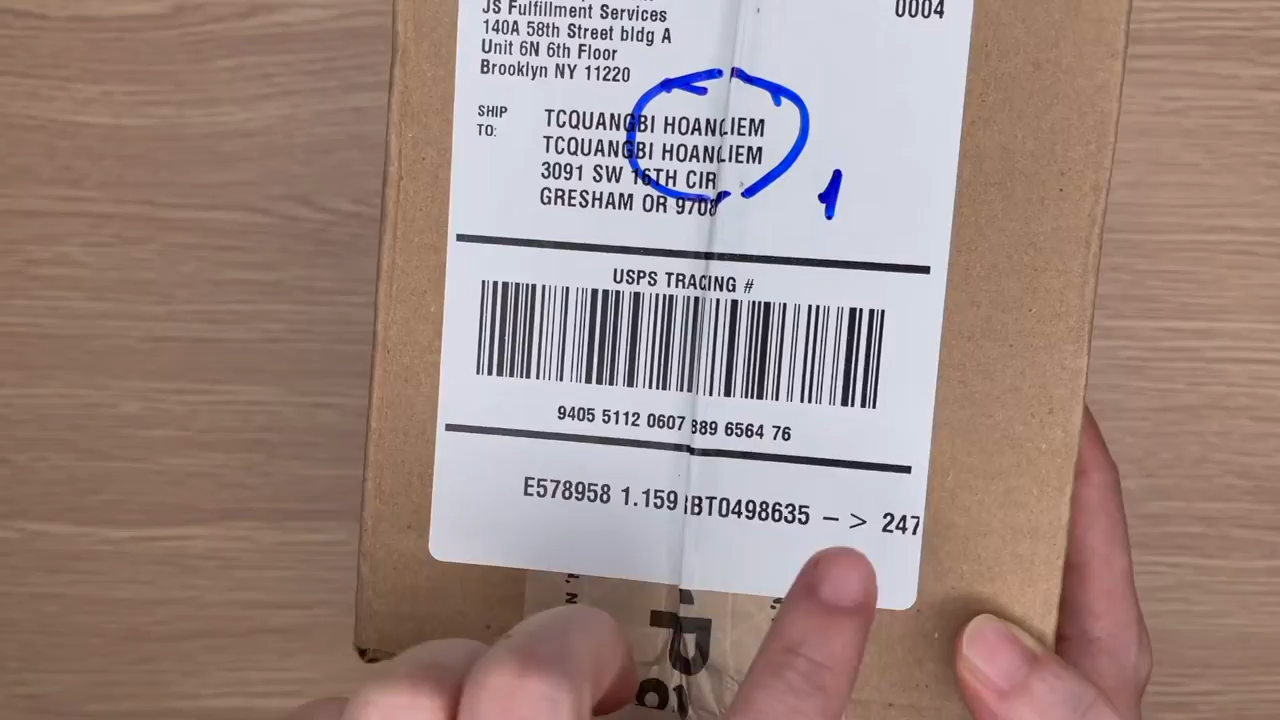 JS Fulfillment Services
0004
140A 58th Street bldg A
Unit 6N 6th Floor
Brooklyn NY 11220
SHIP TO:
TCQUANGBI HOANLIEM
TCQUANGBI HOANLIEM
3091 SW 16TH CIR
GRESHAM OR 9708
1
USPS TRACING #
9405 5112 0607 889 6564 76
E578958 1.159 BT0498635 -> 247